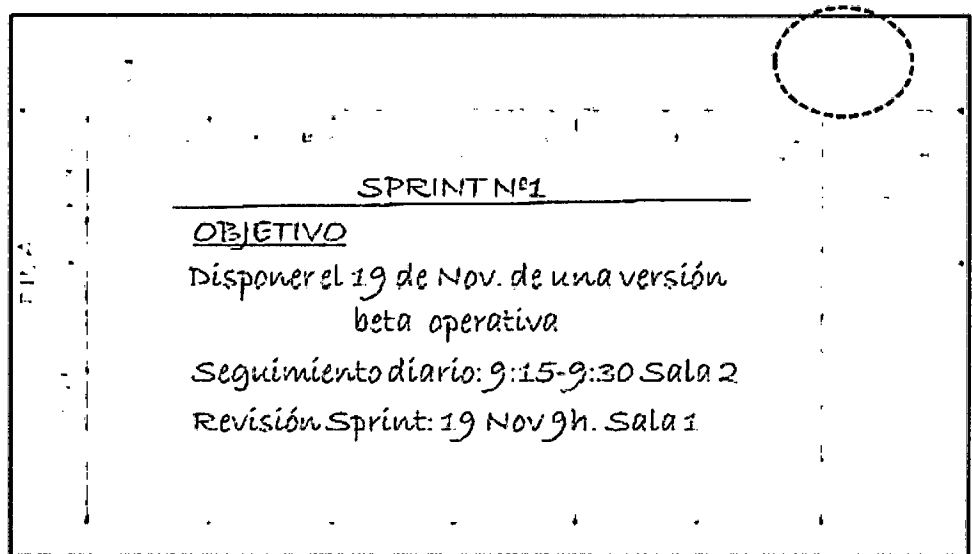 SPRINT Nº1
OBJETIVO
Disponer el 19 de Nov. de una versión
beta operativa
Seguimiento diario: 9:15-9:30 Sala 2
Revisión Sprint: 19 Nov 9h. Sala 1